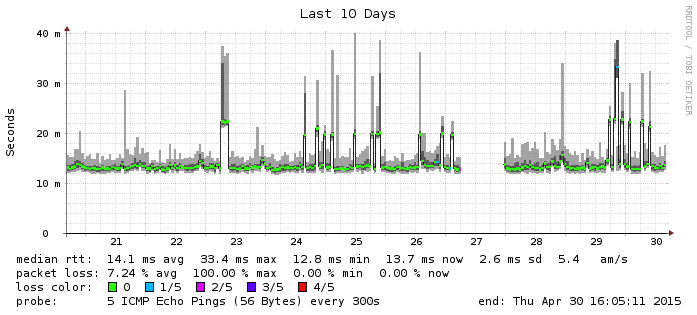 Last 10 Days
RRDTOOL / TOBI OETIKER
Seconds
40 m
30 m
20 m
10 m
0
21 22 23 24 25 26 27 28 29 30
median rtt: 14.1 ms avg 33.4 ms max 12.8 ms min 13.7 ms now 2.6 ms sd 5.4 am/s
packet loss: 7.24 % avg 100.00 % max 0.00 % min 0.00 % now
loss color: 0 1/5 2/5 3/5 4/5
probe: 5 ICMP Echo Pings (56 Bytes) every 300s end: Thu Apr 30 16:05:11 2015